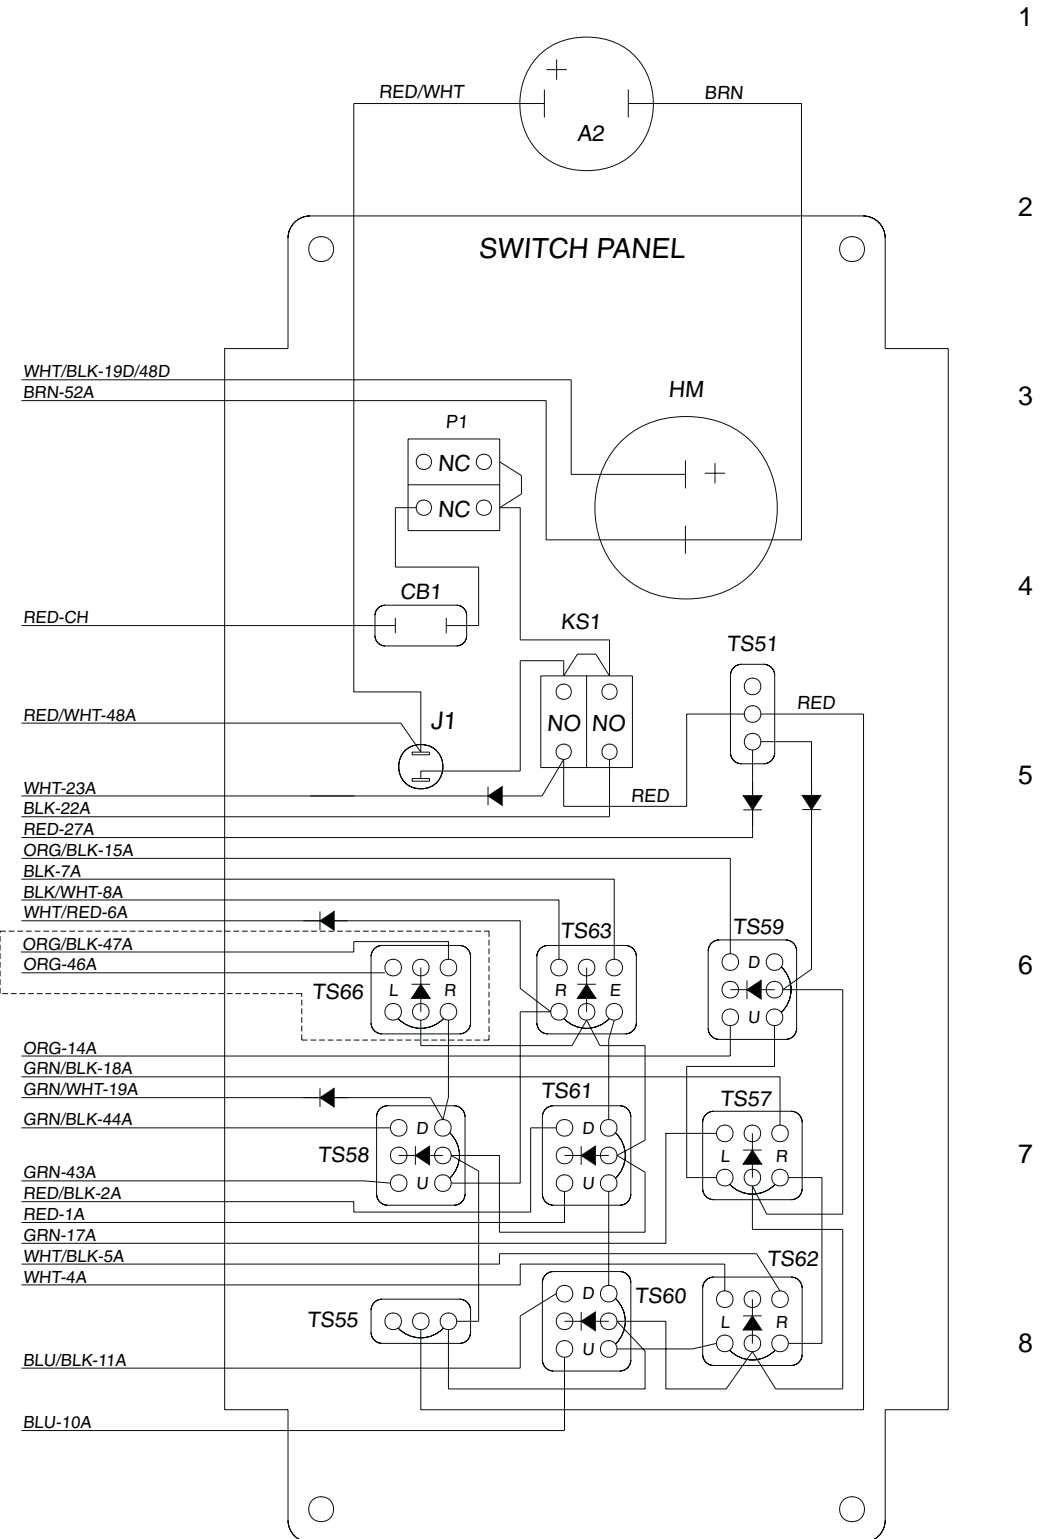 1
RED/WHT
BRN
+
A2
2
SWITCH PANEL
WHT/BLK-19D/48D
BRN-52A
HM
3
P1
NC
+
NC
CB1
4
RED-CH
KS1
TS51
RED/WHT-48A
J1
NO NO
RED
WHT-23A
RED
5
BLK-22A
RED-27A
ORG/BLK-15A
BLK-7A
BLK/WHT-8A
WHT/RED-6A
TS63
TS59
ORG/BLK-47A
ORG-46A
D
6
TS66
L R
R E
U
ORG-14A
GRN/BLK-18A
GRN/WHT-19A
TS61
TS57
GRN/BLK-44A
D
D
TS58
L R
7
GRN-43A
U
U
RED/BLK-2A
RED-1A
GRN-17A
WHT/BLK-5A
TS62
WHT-4A
D
TS60
TS55
L R
U
8
BLU/BLK-11A
BLU-10A